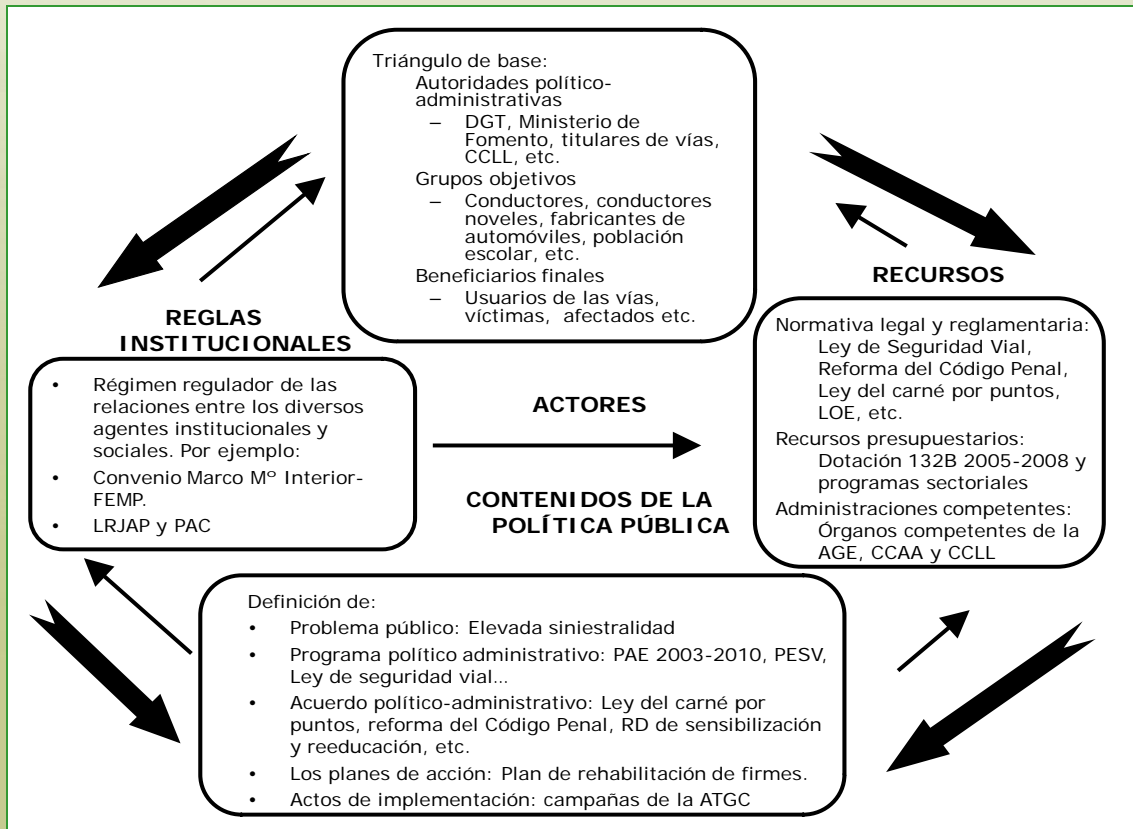 Triángulo de base:
Autoridades político-
administrativas
– DGT, Ministerio de
Fomento, titulares de vías,
CCLL, etc.
Grupos objetivos
– Conductores, conductores
noveles, fabricantes de
automóviles, población
escolar, etc.
Beneficiarios finales
– Usuarios de las vías,
víctimas, afectados etc.
REGLAS
INSTITUCIONALES
• Régimen regulador de las
relaciones entre los diversos
agentes institucionales y
sociales. Por ejemplo:
• Convenio Marco Mº Interior-
FEMP.
• LRJAP y PAC
ACTORES
CONTENIDOS DE LA
POLÍTICA PÚBLICA
RECURSOS
Normativa legal y reglamentaria:
Ley de Seguridad Vial,
Reforma del Código Penal,
Ley del carné por puntos,
LOE, etc.
Recursos presupuestarios:
Dotación 132B 2005-2008 y
programas sectoriales
Administraciones competentes:
Órganos competentes de la
AGE, CCAA y CCLL
Definición de:
• Problema público: Elevada siniestralidad
• Programa político administrativo: PAE 2003-2010, PESV,
Ley de seguridad vial...
• Acuerdo político-administrativo: Ley del carné por
puntos, reforma del Código Penal, RD de sensibilización
y reeducación, etc.
• Los planes de acción: Plan de rehabilitación de firmes.
• Actos de implementación: campañas de la ATGC